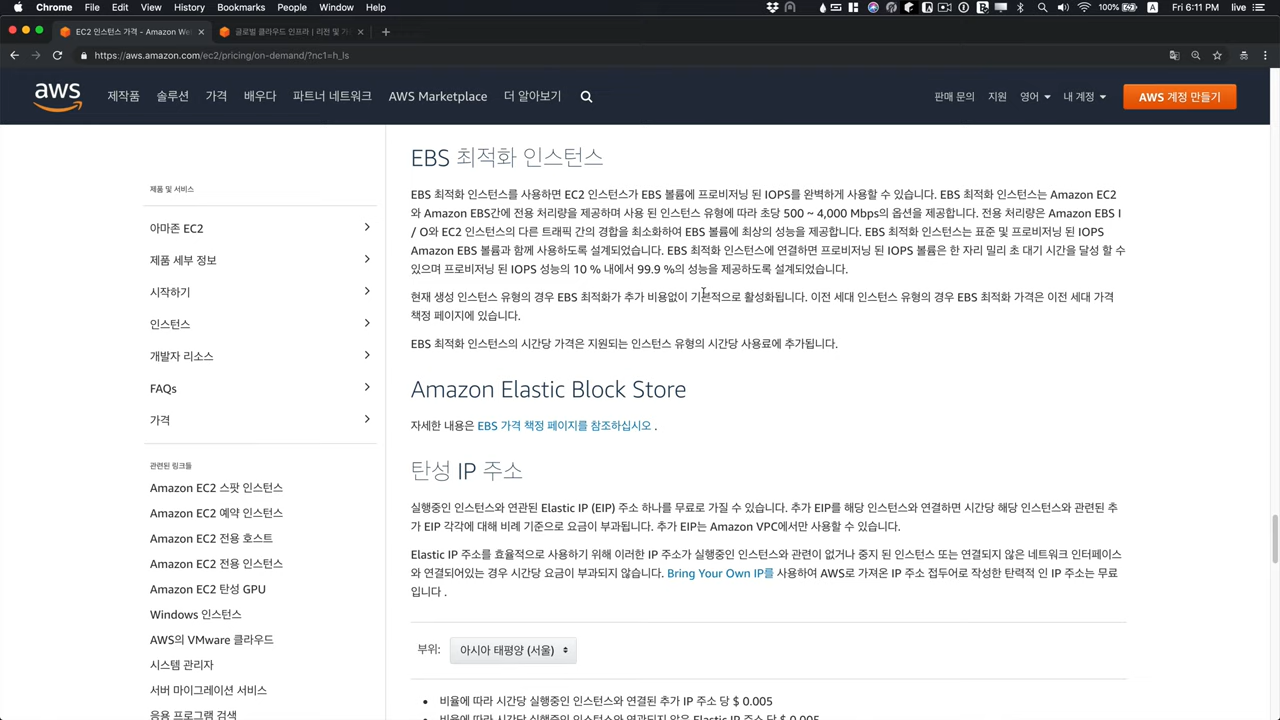 Chrome File Edit View History Bookmarks People Window Help
100% A Fri 6:11 PM live
EC2 인스턴스 가격 - Amazon We
글로벌 클라우드 인프라 | 리전 및 가
https://aws.amazon.com/ec2/pricing/on-demand/?nc1=h_ls
aws 제작품 솔루션 가격 배우다 파트너 네트워크 AWS Marketplace 더 알아보기 판매 문의 지원 영어 내 계정 AWS 계정 만들기
제품 및 서비스
아마존 EC2
제품 세부 정보
시작하기
인스턴스
개발자 리소스
FAQs
가격
관련된 링크들
Amazon EC2 스팟 인스턴스
Amazon EC2 예약 인스턴스
Amazon EC2 전용 호스트
Amazon EC2 전용 인스턴스
Amazon EC2 탄성 GPU
Windows 인스턴스
AWS의 VMware 클라우드
시스템 관리자
서버 마이그레이션 서비스
응용 프로그램 검색
EBS 최적화 인스턴스
EBS 최적화 인스턴스를 사용하면 EC2 인스턴스가 EBS 볼륨에 프로비저닝 된 IOPS를 완벽하게 사용할 수 있습니다. EBS 최적화 인스턴스는 Amazon EC2
와 Amazon EBS간에 전용 처리량을 제공하며 사용 된 인스턴스 유형에 따라 초당 500 ~ 4,000 Mbps의 옵션을 제공합니다. 전용 처리량은 Amazon EBS I
/ O와 EC2 인스턴스의 다른 트래픽 간의 경합을 최소화하여 EBS 볼륨에 최상의 성능을 제공합니다. EBS 최적화 인스턴스는 표준 및 프로비저닝 된 IOPS
Amazon EBS 볼륨과 함께 사용하도록 설계되었습니다. EBS 최적화 인스턴스에 연결하면 프로비저닝 된 IOPS 볼륨은 한 자리 밀리 초 대기 시간을 달성 할 수
있으며 프로비저닝 된 IOPS 성능의 10 % 내에서 99.9 %의 성능을 제공하도록 설계되었습니다.
현재 생성 인스턴스 유형의 경우 EBS 최적화가 추가 비용없이 기본적으로 활성화됩니다. 이전 세대 인스턴스 유형의 경우 EBS 최적화 가격은 이전 세대 가격
책정 페이지에 있습니다.
EBS 최적화 인스턴스의 시간당 가격은 지원되는 인스턴스 유형의 시간당 사용료에 추가됩니다.
Amazon Elastic Block Store
자세한 내용은 EBS 가격 책정 페이지를 참조하십시오 .
탄성 IP 주소
실행중인 인스턴스와 연관된 Elastic IP (EIP) 주소 하나를 무료로 가질 수 있습니다. 추가 EIP를 해당 인스턴스와 연결하면 시간당 해당 인스턴스와 관련된 추
가 EIP 각각에 대해 비례 기준으로 요금이 부과됩니다. 추가 EIP는 Amazon VPC에서만 사용할 수 있습니다.
Elastic IP 주소를 효율적으로 사용하기 위해 이러한 IP 주소가 실행중인 인스턴스와 관련이 없거나 중지 된 인스턴스 또는 연결되지 않은 네트워크 인터페이스
와 연결되어있는 경우 시간당 요금이 부과되지 않습니다. Bring Your Own IP를 사용하여 AWS로 가져온 IP 주소 접두어로 작성한 탄력적 인 IP 주소는 무료
입니다 .
부위: 아시아 태평양 (서울)
비율에 따라 시간당 실행중인 인스턴스와 연결된 추가 IP 주소 당 $ 0.005
비율에 따라 시간당 실행중인 인스턴스와 연관되지 않은 Elastic IP 주소 당 $ 0.005